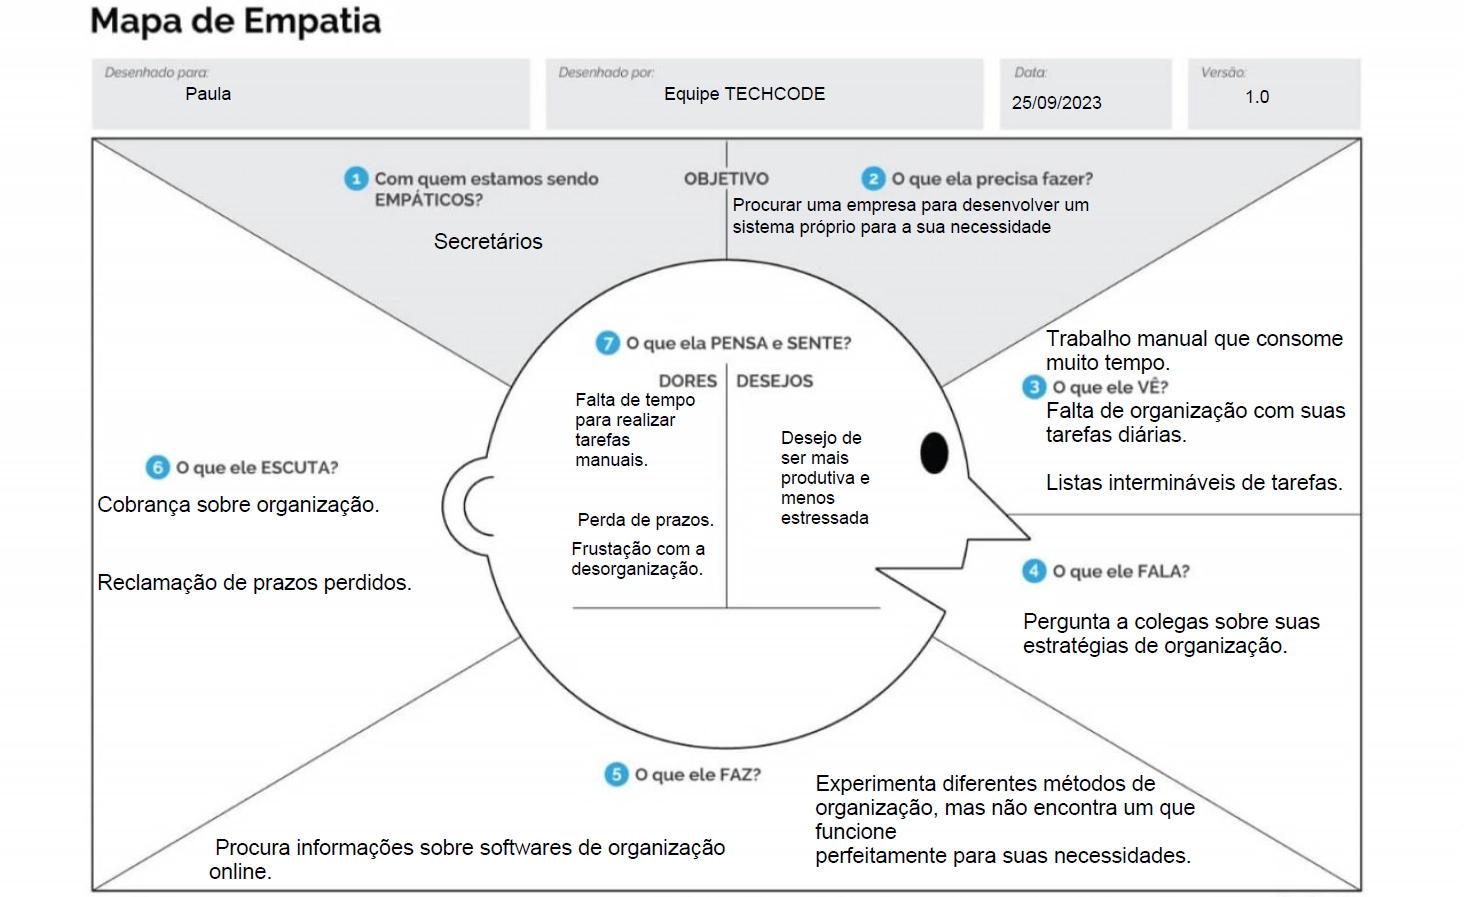 Mapa de Empatia
Desenhado para:
Paula
Desenhado por:
Equipe TECHCODE
Data:
25/09/2023
Versão:
1.0
1 Com quem estamos sendo
EMPÁTICOS?
Secretários
OBJETIVO
2 O que ela precisa fazer?
Procurar uma empresa para desenvolver um
sistema próprio para a sua necessidade
Trabalho manual que consome
muito tempo.
3 O que ele VÊ?
Falta de organização com suas
tarefas diárias.
Listas intermináveis de tarefas.
4 O que ele FALA?
Pergunta a colegas sobre suas
estratégias de organização.
5 O que ele FAZ?
Procura informações sobre softwares de organização
online.
Experimenta diferentes métodos de
organização, mas não encontra um que
funcione
perfeitamente para suas necessidades.
6 O que ele ESCUTA?
Cobrança sobre organização.
Reclamação de prazos perdidos.
7 O que ela PENSA e SENTE?
DORES
Falta de tempo
para realizar
tarefas
manuais.
Perda de prazos.
Frustação com a
desorganização.
DESEJOS
Desejo de
ser mais
produtiva e
menos
estressada